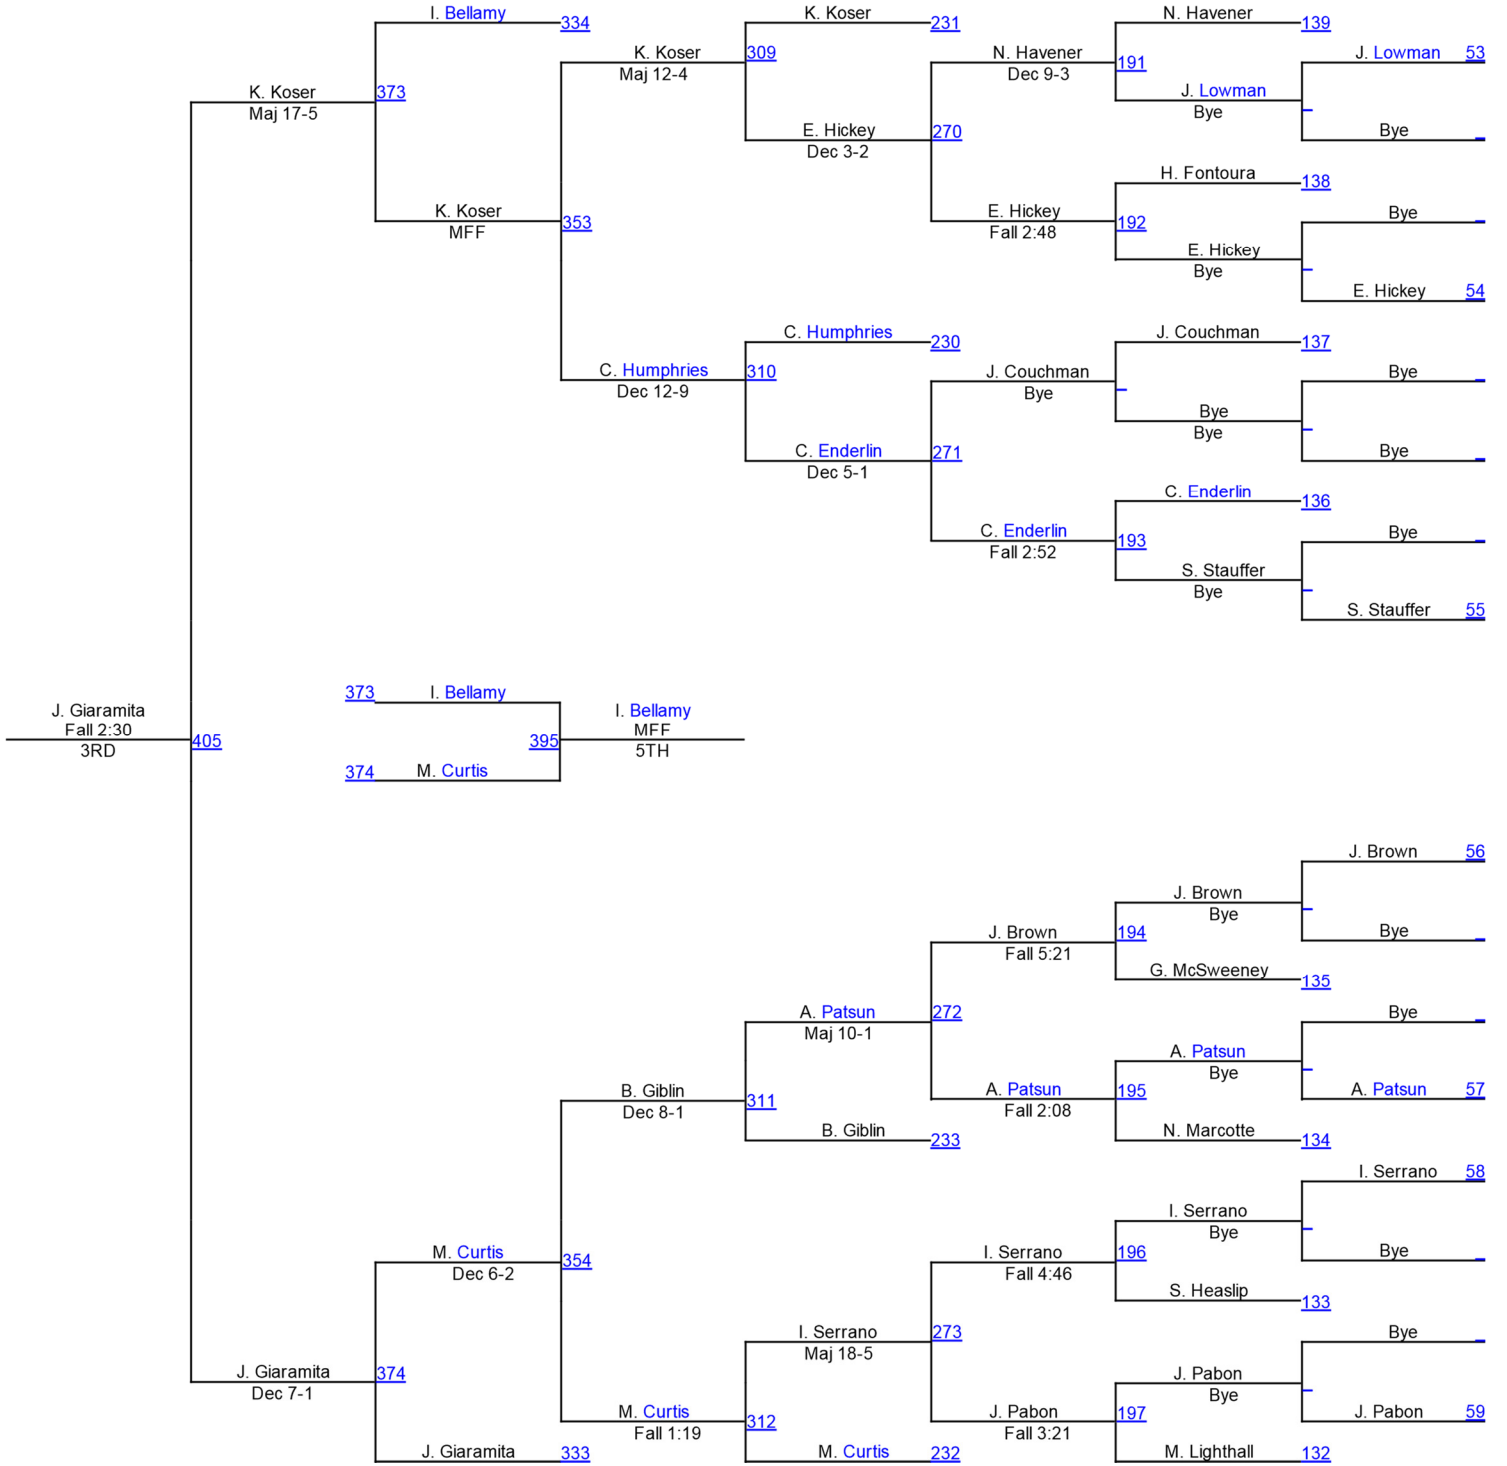 I. Bellamy 334
K. Koser 231
N. Havener 139
K. Koser
Maj 12-4
309
N. Havener
Dec 9-3
191
J. Lowman 53
K. Koser
Maj 17-5
373
J. Lowman
Bye
E. Hickey
Dec 3-2
270
Bye
H. Fontoura 138
K. Koser
MFF
353
E. Hickey
Fall 2:48
192
Bye
E. Hickey
Bye
E. Hickey 54
C. Humphries 230
J. Couchman 137
C. Humphries
Dec 12-9
310
J. Couchman
Bye
Bye
Bye
Bye
C. Enderlin
Dec 5-1
271
Bye
C. Enderlin 136
C. Enderlin
Fall 2:52
193
Bye
S. Stauffer
Bye
S. Stauffer 55
J. Giaramita
Fall 2:30
3RD
405
373 I. Bellamy
395
374 M. Curtis
I. Bellamy
MFF
5TH
J. Brown 56
J. Brown
Bye
J. Brown
Fall 5:21
194
Bye
G. McSweeney 135
A. Patsun
Maj 10-1
272
Bye
A. Patsun
Bye
B. Giblin
Dec 8-1
311
A. Patsun
Fall 2:08
195
A. Patsun 57
B. Giblin 233
N. Marcotte 134
I. Serrano 58
I. Serrano
Bye
M. Curtis
Dec 6-2
354
I. Serrano
Fall 4:46
196
Bye
S. Heaslip 133
I. Serrano
Maj 18-5
273
Bye
J. Giaramita
Dec 7-1
374
J. Pabon
Bye
M. Curtis
Fall 1:19
312
J. Pabon
Fall 3:21
197
J. Pabon 59
J. Giaramita 333
M. Curtis 232
M. Lighthall 132